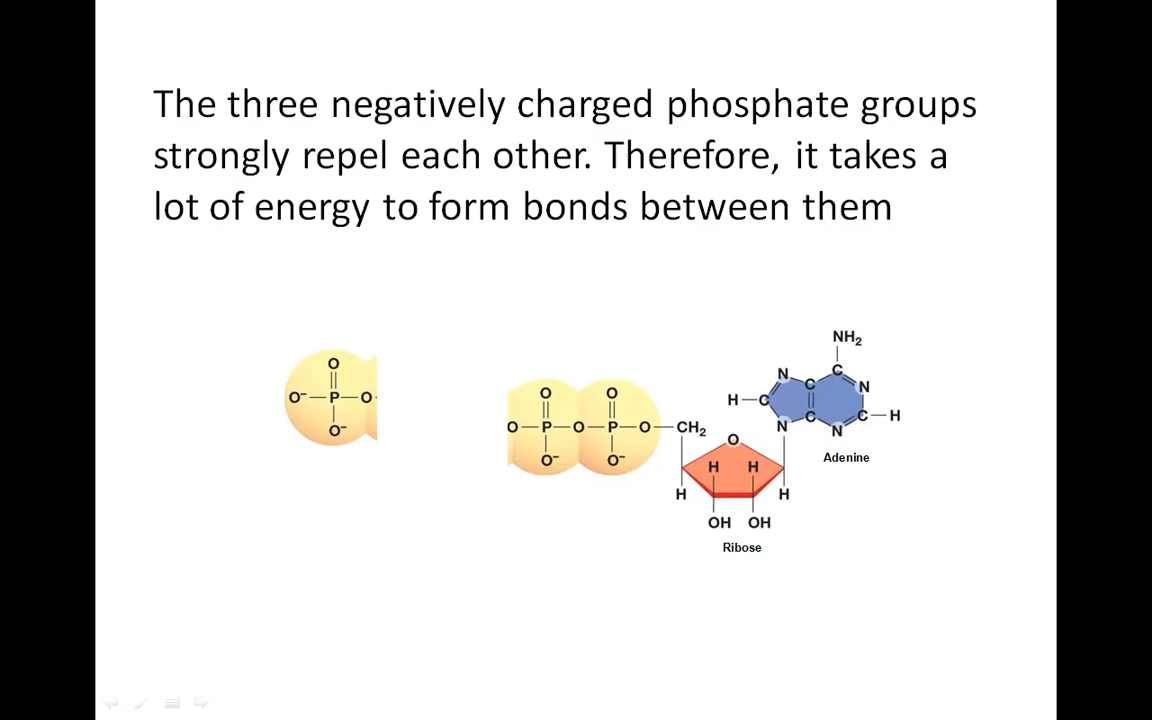 The three negatively charged phosphate groups
strongly repel each other. Therefore, it takes a
lot of energy to form bonds between them
O
O⁻—P—O
O⁻
O O
O—P—O—P—O—CH₂
O⁻ O⁻
O
H H
H H
OH OH
Ribose
NH₂
N C C N
H—C C—H
N C N
Adenine